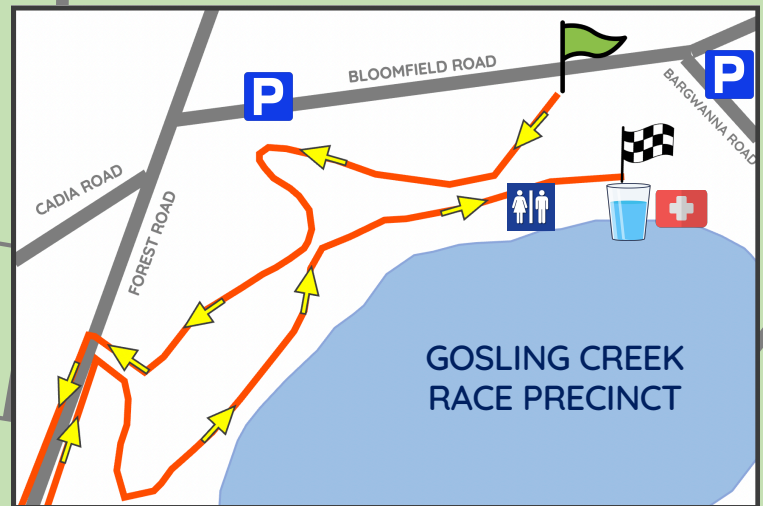 BLOOMFIELD ROAD
P
P
BARGWANNA ROAD
CADIA ROAD
FOREST ROAD
GOSLING CREEK
RACE PRECINCT